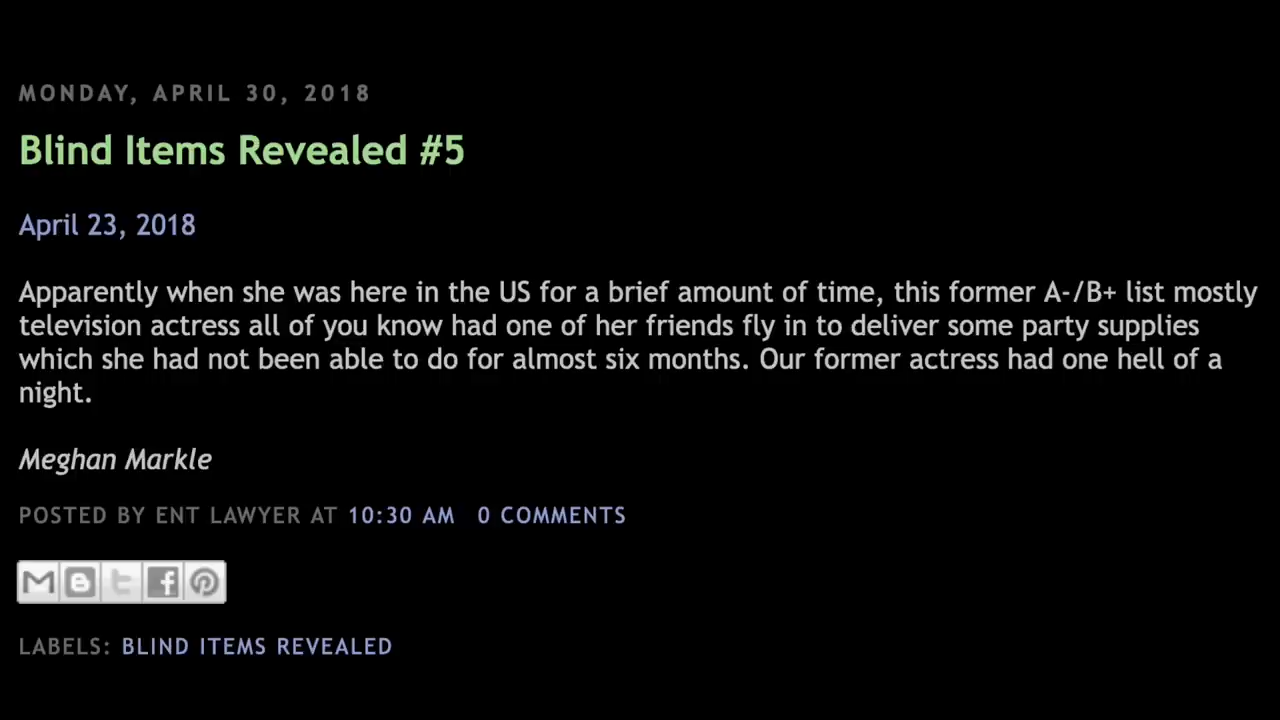 MONDAY, APRIL 30, 2018
Blind Items Revealed #5
April 23, 2018
Apparently when she was here in the US for a brief amount of time, this former A-/B+ list mostly
television actress all of you know had one of her friends fly in to deliver some party supplies
which she had not been able to do for almost six months. Our former actress had one hell of a
night.
Meghan Markle
POSTED BY ENT LAWYER AT 10:30 AM 0 COMMENTS
LABELS: BLIND ITEMS REVEALED